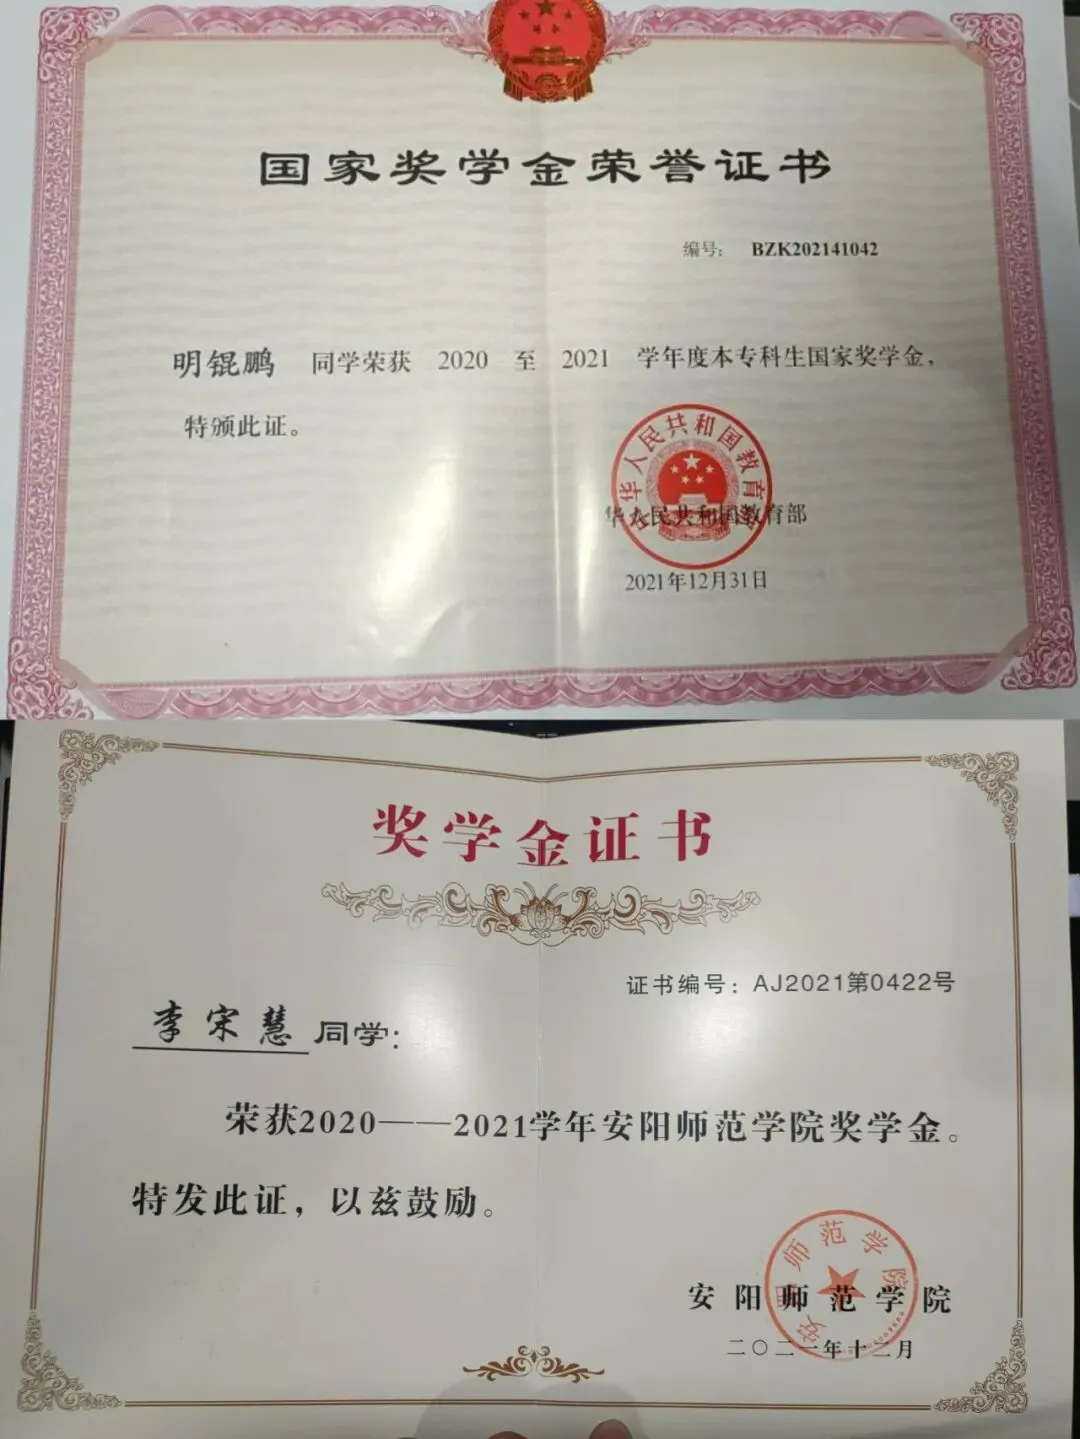 国家奖学金荣誉证书
编号： BZK202141042
明锟鹏 同学荣获 2020 至 2021 学年度本专科生国家奖学金，
特颁此证。
中华人民共和国教育部
华人民共和国教育部
2021年12月31日
奖学金证书
证书编号：AJ2021第0422号
李宋慧 同学：
荣获2020——2021学年安阳师范学院奖学金。
特发此证，以兹鼓励。
安阳师范学院
安阳师范学院
二〇二一年十二月